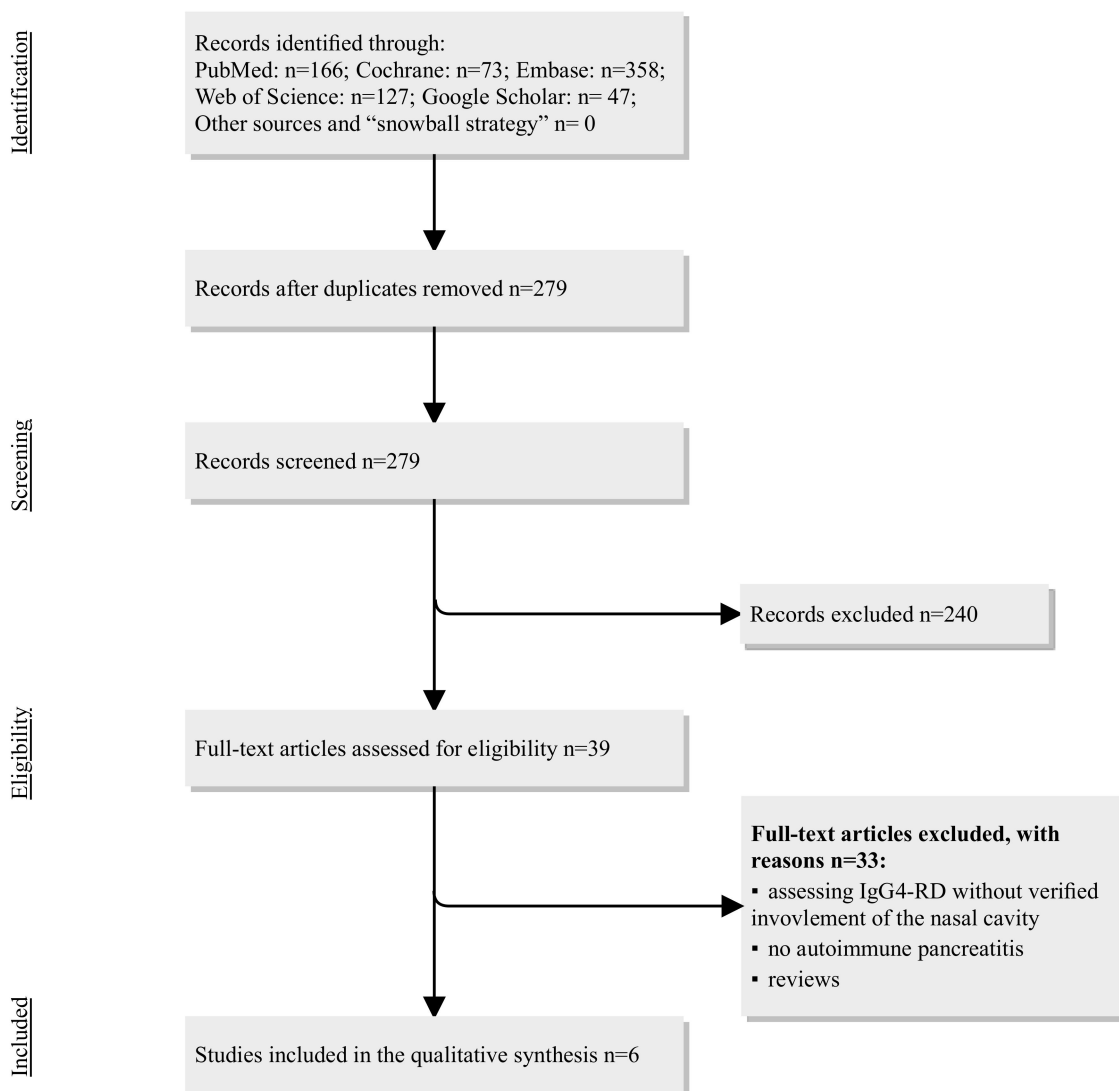 Identification
Records identified through:
PubMed: n=166; Cochrane: n=73; Embase: n=358;
Web of Science: n=127; Google Scholar: n= 47;
Other sources and “snowball strategy” n= 0
Records after duplicates removed n=279
Screening
Records screened n=279
Records excluded n=240
Eligibility
Full-text articles assessed for eligibility n=39
Full-text articles excluded, with
reasons n=33:
▪ assessing IgG4-RD without verified
invovlement of the nasal cavity
▪ no autoimmune pancreatitis
▪ reviews
Included
Studies included in the qualitative synthesis n=6